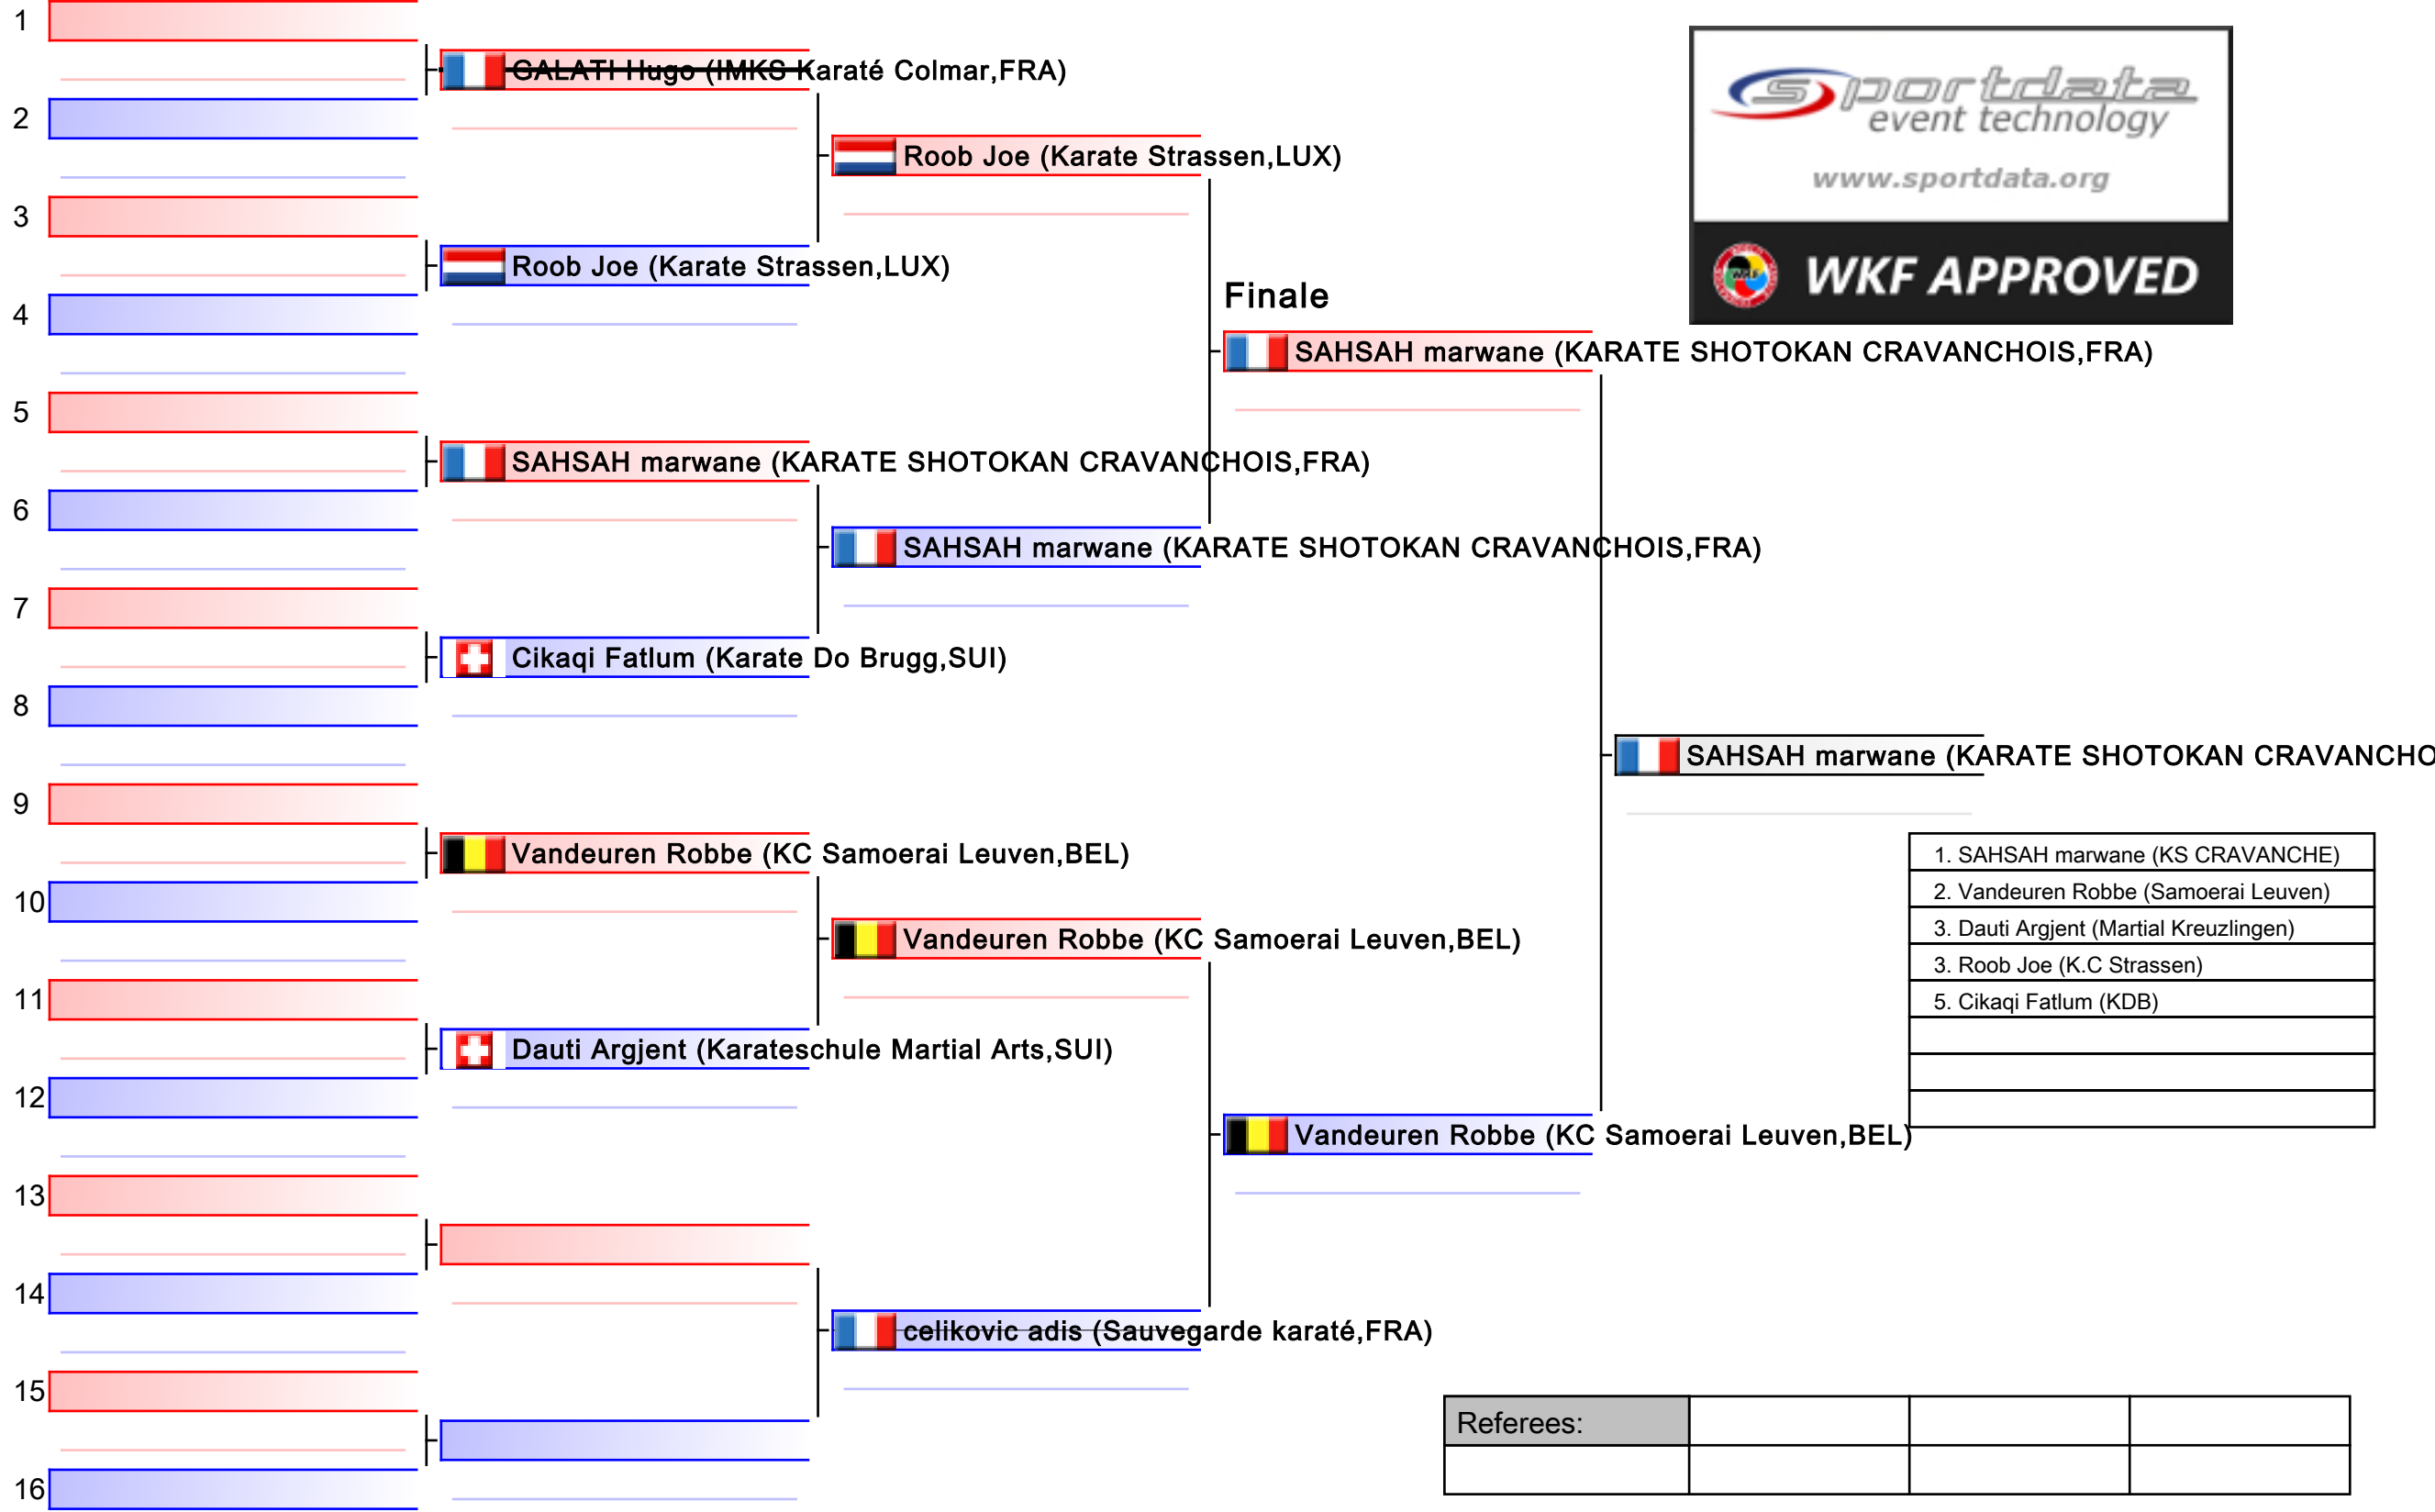 1
GALATI Hugo (IMKS Karaté Colmar,FRA)
2
Roob Joe (Karate Strassen,LUX)
3
Roob Joe (Karate Strassen,LUX)
4
Finale
SAHSAH marwane (KARATE SHOTOKAN CRAVANCHOIS,FRA)
5
SAHSAH marwane (KARATE SHOTOKAN CRAVANCHOIS,FRA)
6
SAHSAH marwane (KARATE SHOTOKAN CRAVANCHOIS,FRA)
7
Cikaqi Fatlum (Karate Do Brugg,SUI)
8
SAHSAH marwane (KARATE SHOTOKAN CRAVANCHO
9
Vandeuren Robbe (KC Samoerai Leuven,BEL)
10
Vandeuren Robbe (KC Samoerai Leuven,BEL)
11
Dauti Argjent (Karateschule Martial Arts,SUI)
12
Vandeuren Robbe (KC Samoerai Leuven,BEL)
13
14
celikovic adis (Sauvegarde karaté,FRA)
15
16
sportdata
event technology
www.sportdata.org
WKF
WKF APPROVED
1. SAHSAH marwane (KS CRAVANCHE)
2. Vandeuren Robbe (Samoerai Leuven)
3. Dauti Argjent (Martial Kreuzlingen)
3. Roob Joe (K.C Strassen)
5. Cikaqi Fatlum (KDB)
Referees: